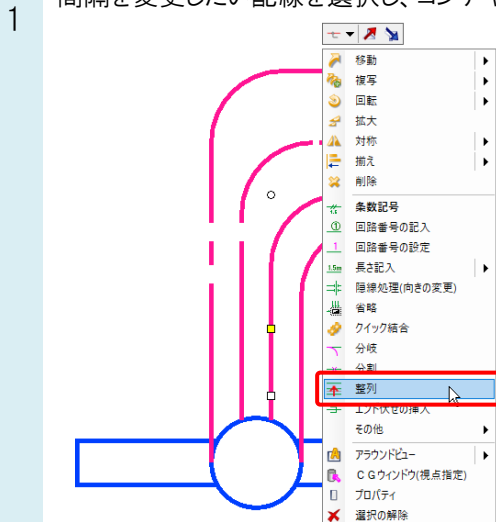 1
間隔を変更したい配線を選択し、コンテキ
移動
複写
回転
拡大
対称
揃え
削除
条数記号
回路番号の記入
回路番号の設定
長さ記入
隠線処理(向きの変更)
省略
クイック結合
分岐
分割
整列
エンド伏せの挿入
その他
アラウンドビュー
CGウィンドウ(視点指定)
プロパティ
選択の解除